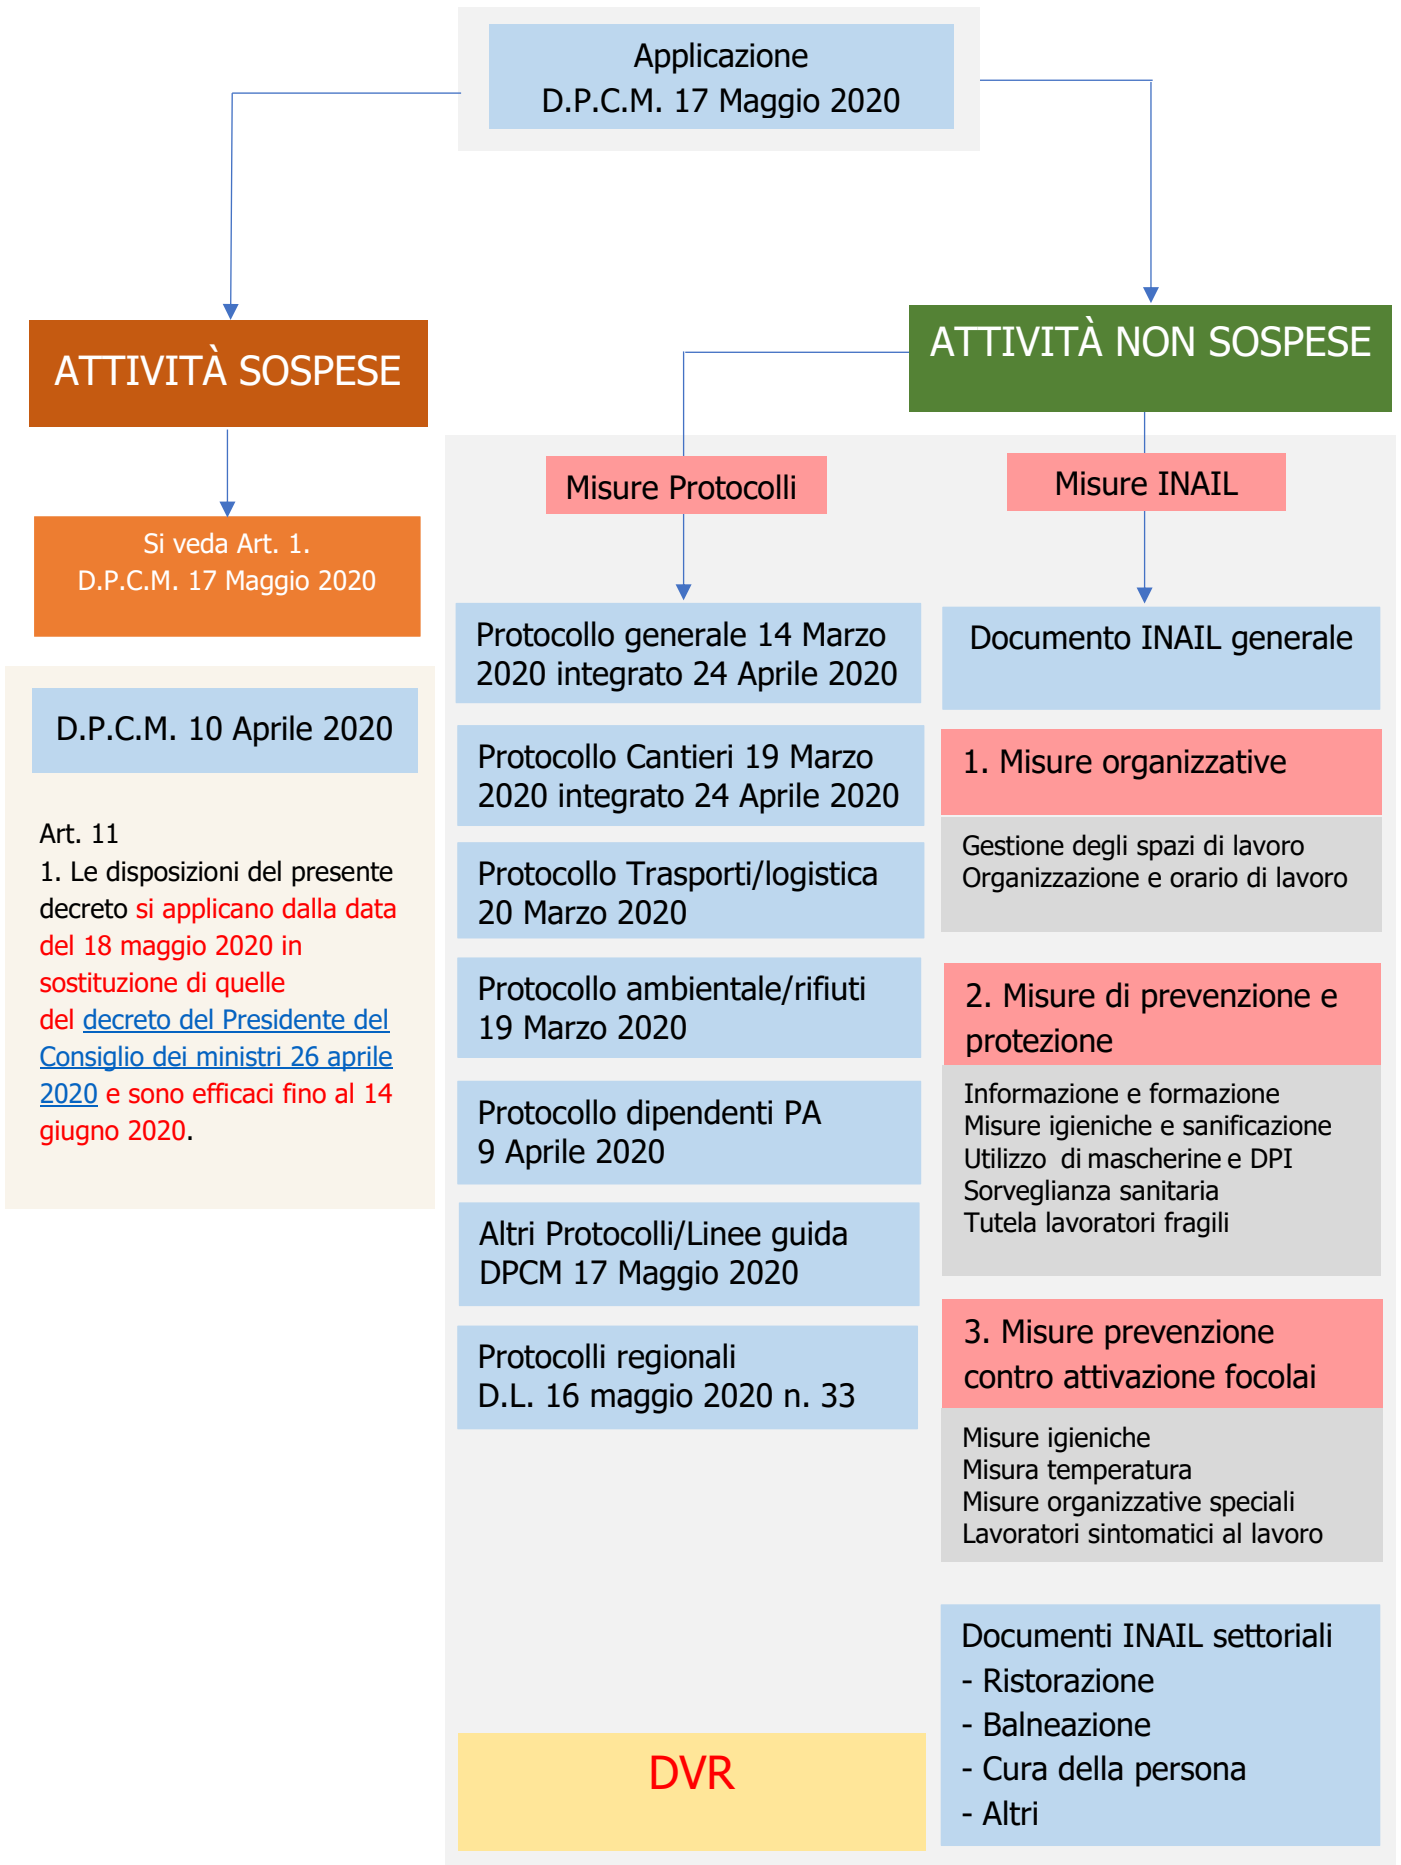 Applicazione
D.P.C.M. 17 Maggio 2020
ATTIVITÀ SOSPESE
Si veda Art. 1.
D.P.C.M. 17 Maggio 2020
D.P.C.M. 10 Aprile 2020
Art. 11
1. Le disposizioni del presente
decreto si applicano dalla data
del 18 maggio 2020 in
sostituzione di quelle
del decreto del Presidente del
Consiglio dei ministri 26 aprile
2020 e sono efficaci fino al 14
giugno 2020.
ATTIVITÀ NON SOSPESE
Misure Protocolli
Protocollo generale 14 Marzo
2020 integrato 24 Aprile 2020
Protocollo Cantieri 19 Marzo
2020 integrato 24 Aprile 2020
Protocollo Trasporti/logistica
20 Marzo 2020
Protocollo ambientale/rifiuti
19 Marzo 2020
Protocollo dipendenti PA
9 Aprile 2020
Altri Protocolli/Linee guida
DPCM 17 Maggio 2020
Protocolli regionali
D.L. 16 maggio 2020 n. 33
DVR
Misure INAIL
Documento INAIL generale
1. Misure organizzative
Gestione degli spazi di lavoro
Organizzazione e orario di lavoro
2. Misure di prevenzione e
protezione
Informazione e formazione
Misure igieniche e sanificazione
Utilizzo di mascherine e DPI
Sorveglianza sanitaria
Tutela lavoratori fragili
3. Misure prevenzione
contro attivazione focolai
Misure igieniche
Misura temperatura
Misure organizzative speciali
Lavoratori sintomatici al lavoro
Documenti INAIL settoriali
- Ristorazione
- Balneazione
- Cura della persona
- Altri